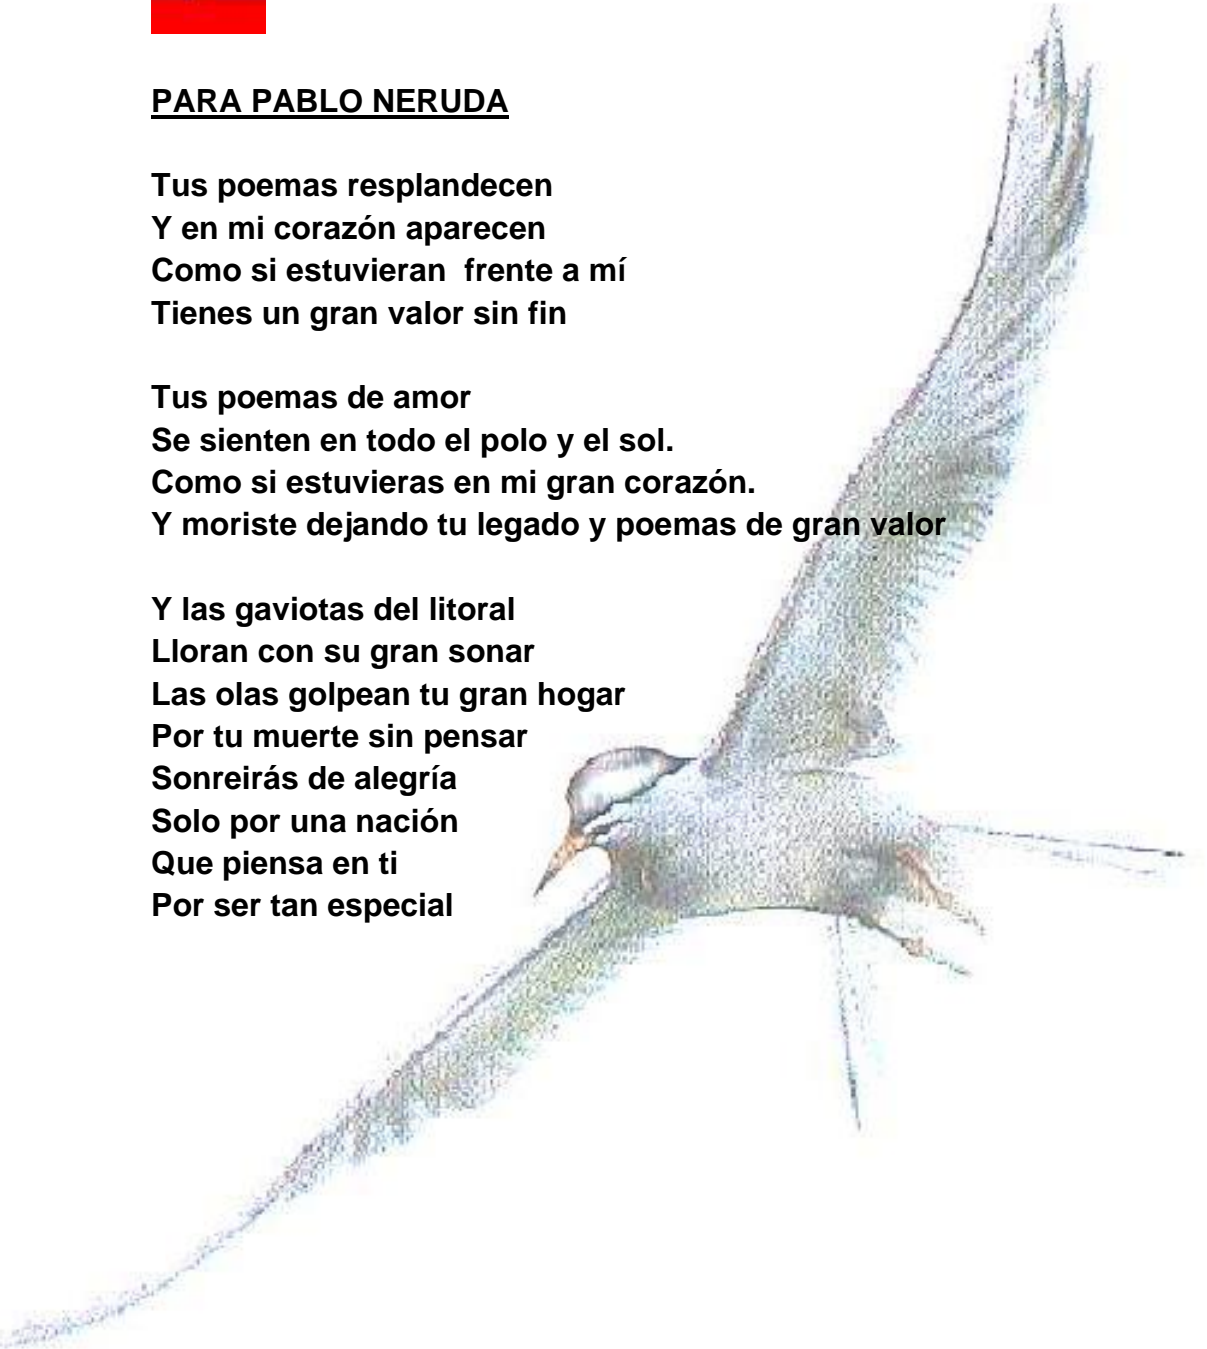 PARA PABLO NERUDA
Tus poemas resplandecen
Y en mi corazón aparecen
Como si estuvieran  frente a mí
Tienes un gran valor sin fin
Tus poemas de amor
Se sienten en todo el polo y el sol.
Como si estuvieras en mi gran corazón.
Y moriste dejando tu legado y poemas de gran valor
Y las gaviotas del litoral
Lloran con su gran sonar
Las olas golpean tu gran hogar
Por tu muerte sin pensar
Sonreirás de alegría
Solo por una nación
Que piensa en ti
Por ser tan especial